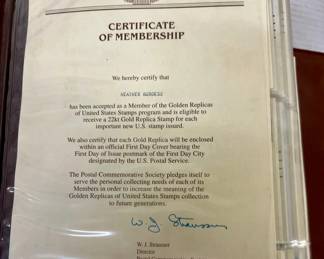 CERTIFICATE
OF MEMBERSHIP
We hereby certify that
HEATHER BURGESS
has been accepted as a Member of the Golden Replicas
of United States Stamps program and is eligible to
receive a 22kt Gold Replica Stamp for each
important new U.S. stamp issued.
We also certify that each Gold Replica will be enclosed
within an official First Day Cover bearing the
First Day of Issue postmark of the First Day City
designated by the U.S. Postal Service.
The Postal Commemorative Society pledges itself to
serve the personal collecting needs of each of its
Members in order to increase the meaning of the
Golden Replicas of United States Stamps collection
to future generations.
W. J.
W. J.
Director
Postal Commemorative Society